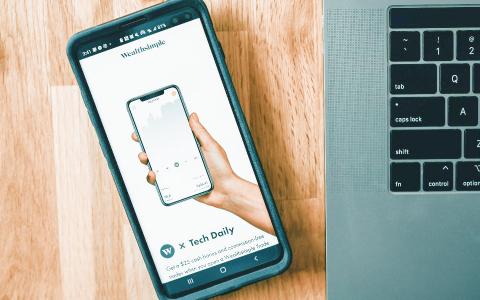 Wealthsimple
W × Tech Daily
Get a $25 cash bonus and commission-free
trades when you open a Wealthsimple Trade
~
`
!
1
@
2
tab
Q
caps lock
A
shift
Z
fn
control
option